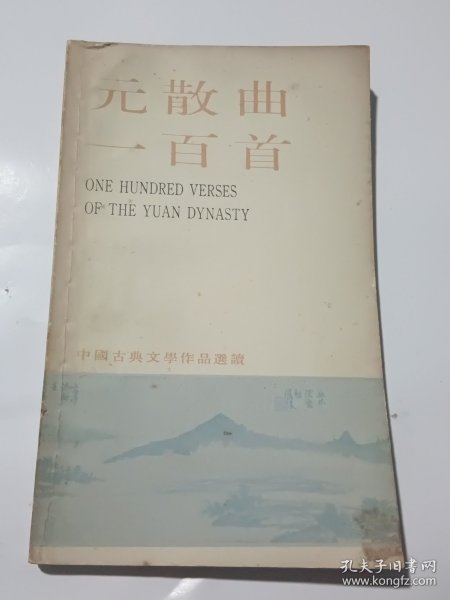 元散曲
一百首
ONE HUNDRED VERSES
OF THE YUAN DYNASTY
中國古典文學作品選讀
孔夫子旧书网
www.kongfz.com